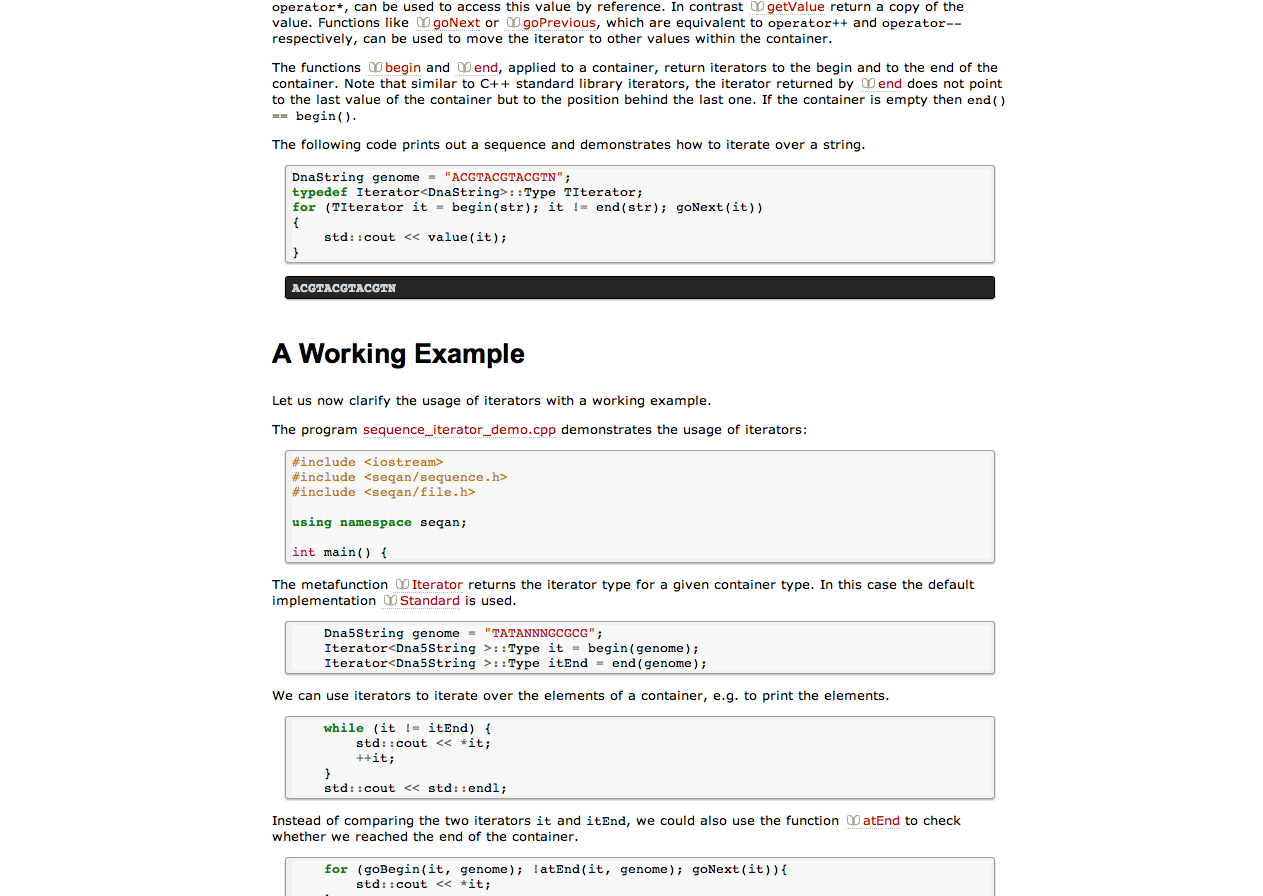 operator*, can be used to access this value by reference. In contrast getValue return a copy of the
value. Functions like goNext or goPrevious, which are equivalent to operator++ and operator--
respectively, can be used to move the iterator to other values within the container.
The functions begin and end, applied to a container, return iterators to the begin and to the end of the
container. Note that similar to C++ standard library iterators, the iterator returned by end does not point
to the last value of the container but to the position behind the last one. If the container is empty then end()
== begin().
The following code prints out a sequence and demonstrates how to iterate over a string.
DnaString genome = "ACGTACGTACGTN";
typedef Iterator<DnaString>::Type TIterator;
for (TIterator it = begin(str); it != end(str); goNext(it))
{
    std::cout << value(it);
}
ACGTACGTACGTN
A Working Example
Let us now clarify the usage of iterators with a working example.
The program sequence_iterator_demo.cpp demonstrates the usage of iterators:
#include <iostream>
#include <seqan/sequence.h>
#include <seqan/file.h>
using namespace seqan;
int main() {
The metafunction Iterator returns the iterator type for a given container type. In this case the default
implementation Standard is used.
    Dna5String genome = "TATANNNGCGCG";
    Iterator<Dna5String >::Type it = begin(genome);
    Iterator<Dna5String >::Type itEnd = end(genome);
We can use iterators to iterate over the elements of a container, e.g. to print the elements.
    while (it != itEnd) {
        std::cout << *it;
        ++it;
    }
    std::cout << std::endl;
Instead of comparing the two iterators it and itEnd, we could also use the function atEnd to check
whether we reached the end of the container.
    for (goBegin(it, genome); !atEnd(it, genome); goNext(it)){
        std::cout << *it;